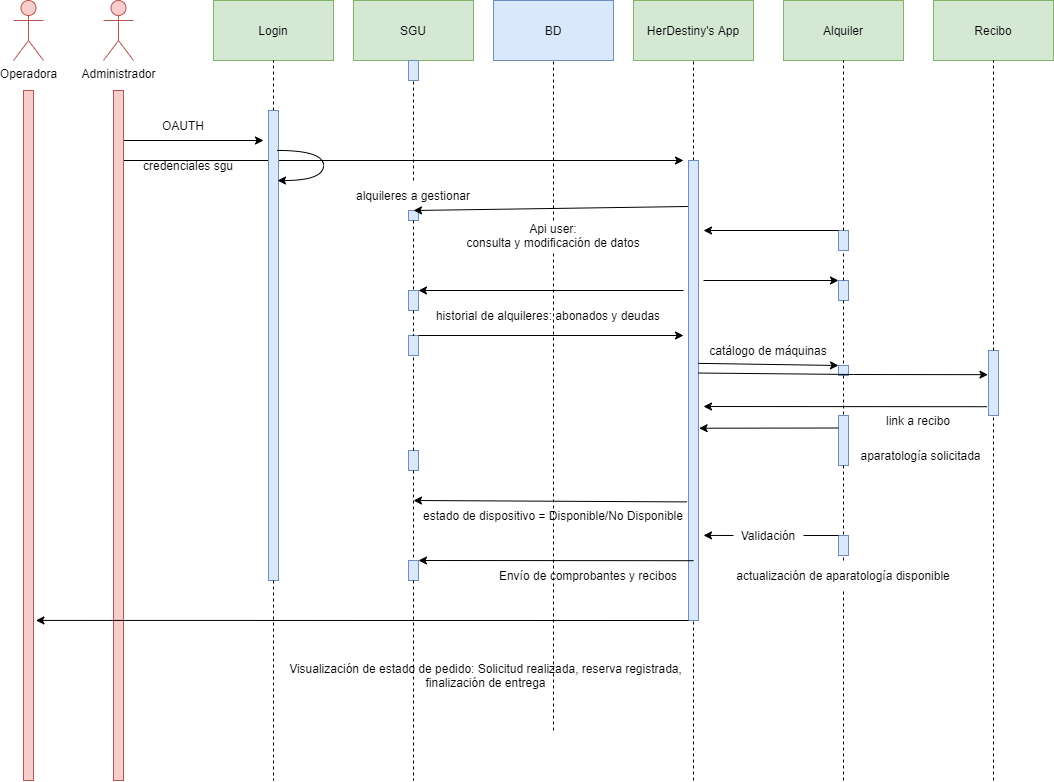 Login
SGU
BD
HerDestiny's App
Alquiler
Recibo
Operadora
Administrador
OAUTH
credenciales sgu
alquileres a gestionar
Api user:
consulta y modificación de datos
historial de alquileres: abonados y deudas
catálogo de máquinas
link a recibo
aparatología solicitada
estado de dispositivo = Disponible/No Disponible
Validación
Envío de comprobantes y recibos
actualización de aparatología disponible
Visualización de estado de pedido: Solicitud realizada, reserva registrada,
finalización de entrega